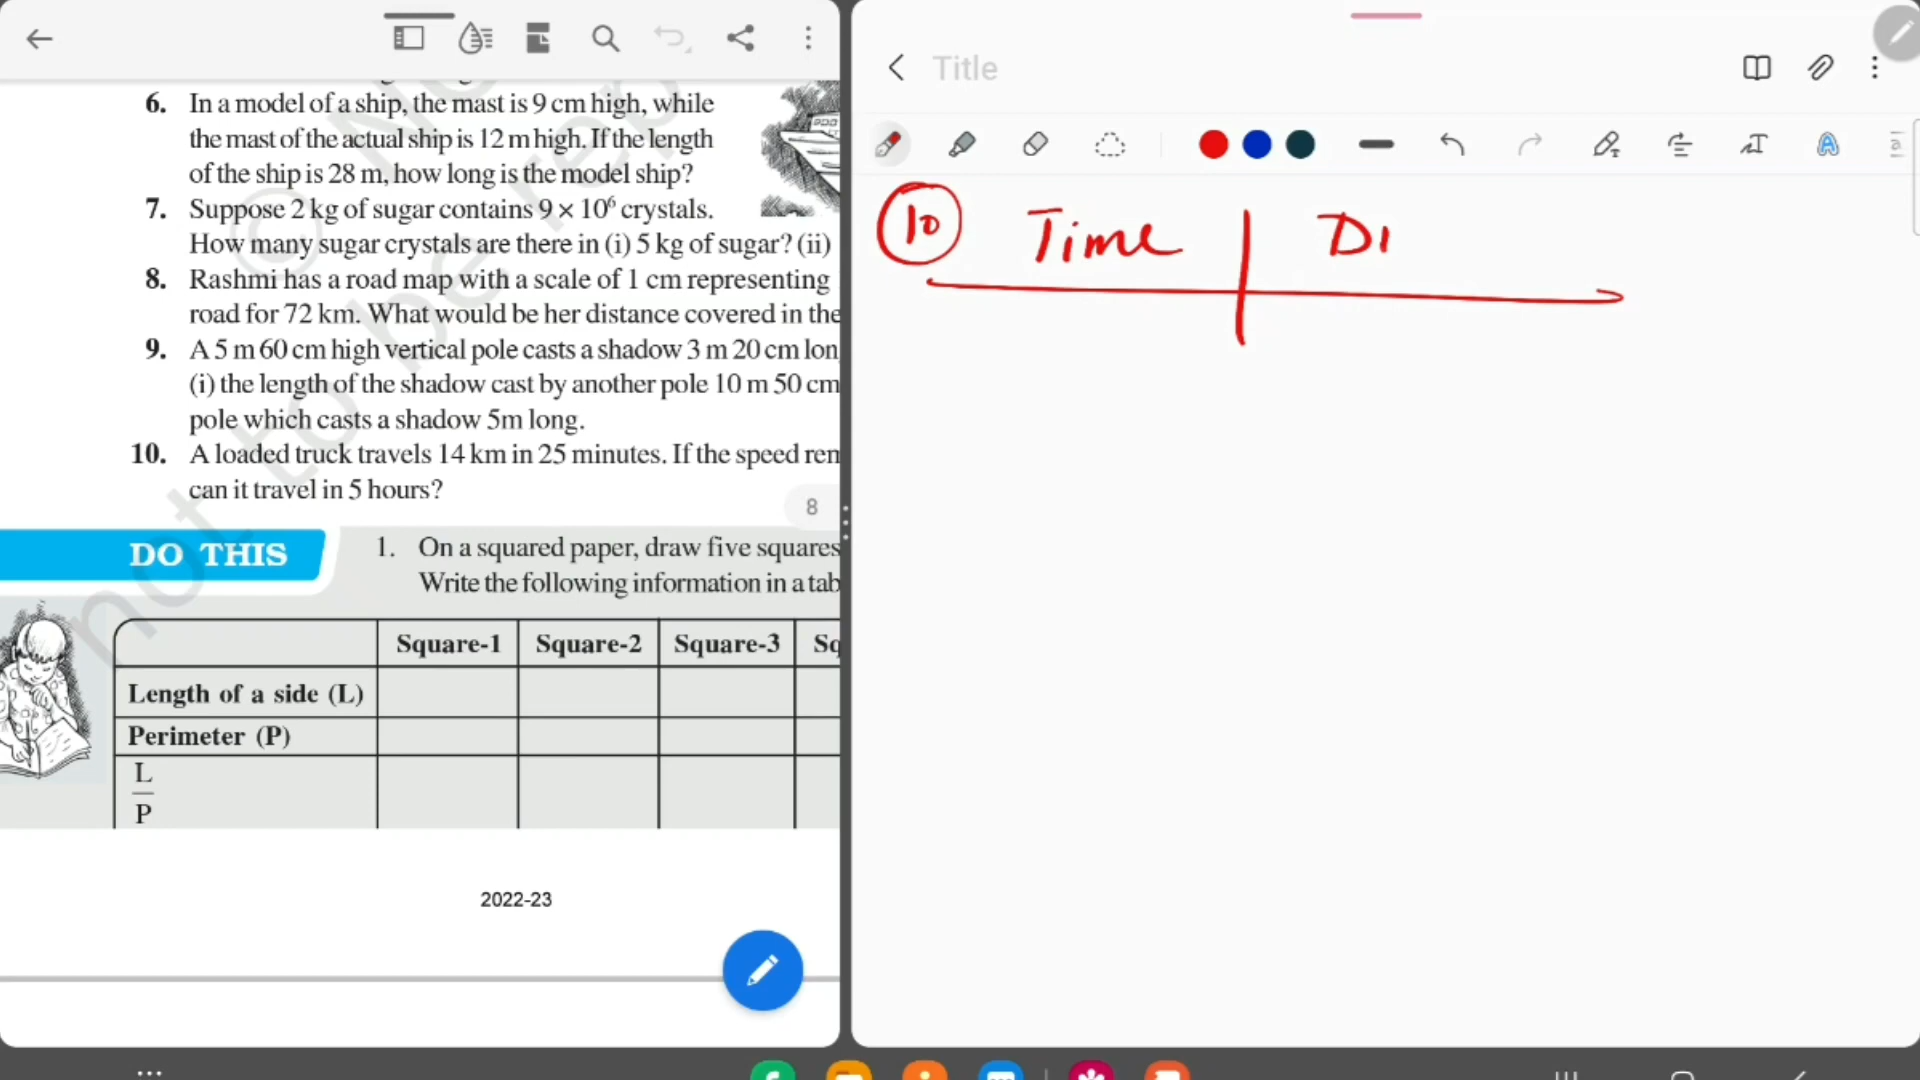 Title
6. In a model of a ship, the mast is 9 cm high, while
the mast of the actual ship is 12 m high. If the length
of the ship is 28 m, how long is the model ship?
7. Suppose 2 kg of sugar contains 9 × 10⁶ crystals.
How many sugar crystals are there in (i) 5 kg of sugar? (ii)
8. Rashmi has a road map with a scale of 1 cm representing
road for 72 km. What would be her distance covered in the
9. A 5 m 60 cm high vertical pole casts a shadow 3 m 20 cm lon
(i) the length of the shadow cast by another pole 10 m 50 cm
pole which casts a shadow 5m long.
10. A loaded truck travels 14 km in 25 minutes. If the speed rem
can it travel in 5 hours?
8
DO THIS
1. On a squared paper, draw five squares
Write the following information in a tab
Square-1 Square-2 Square-3 Sq
Length of a side (L)
Perimeter (P)
L
P
2022-23
10 Time Di
not to be rep